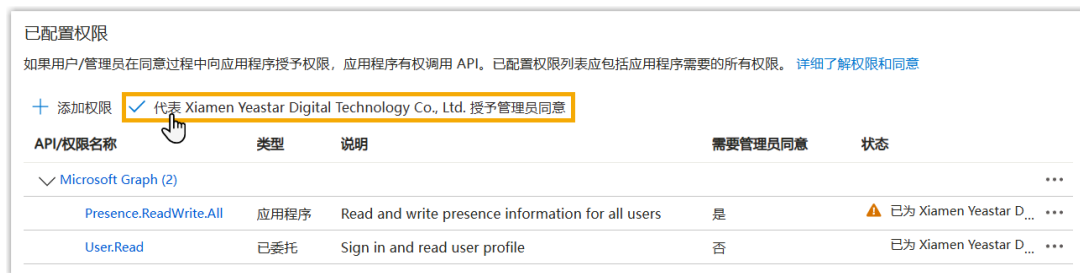 已配置权限
如果用户/管理员在同意过程中向应用程序授予权限，应用程序有权调用 API。已配置权限列表应包括应用程序需要的所有权限。 详细了解权限和同意
添加权限 代表 Xiamen Yeastar Digital Technology Co., Ltd. 授予管理员同意
API/权限名称 类型 说明 需要管理员同意 状态
Microsoft Graph (2) •••
Presence.ReadWrite.All 应用程序 Read and write presence information for all users 是 已为 Xiamen Yeastar D... •••
User.Read 已委托 Sign in and read user profile 否 已为 Xiamen Yeastar D... •••